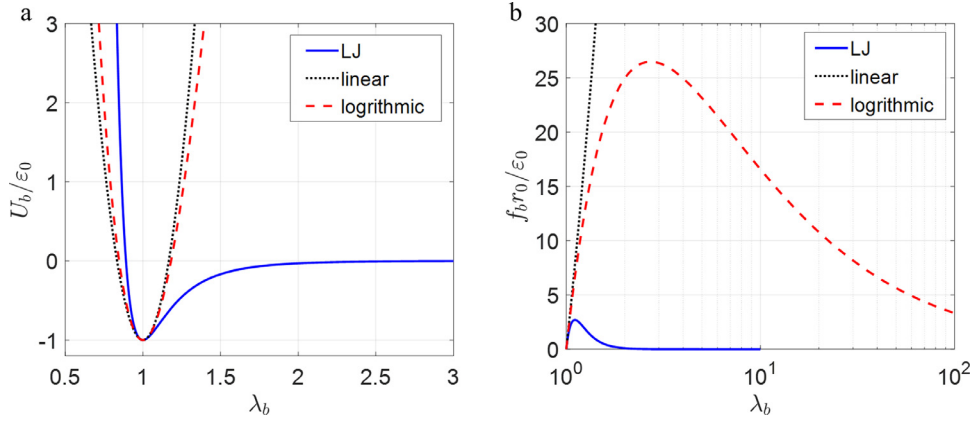 a
3
2
1
0
-1
U_b/ε_0
LJ
linear
logrithmic
0.5 1 1.5 2 2.5 3
λ_b
b
30
25
20
15
10
5
0
f_b r_0/ε_0
LJ
linear
logrithmic
10^0 10^1 10^2
λ_b